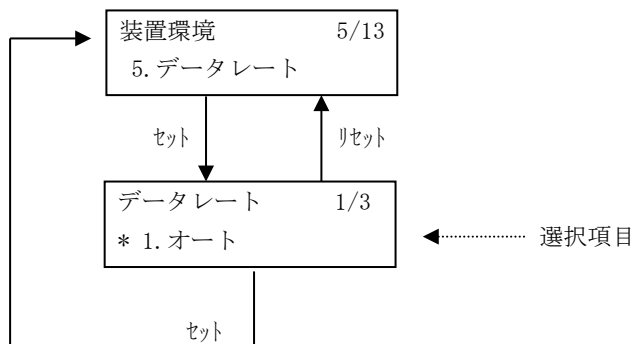 装置環境 5/13
5.データレート
ｾｯﾄ ﾘｾｯﾄ
データレート 1/3
* 1.オート
選択項目
ｾｯﾄ